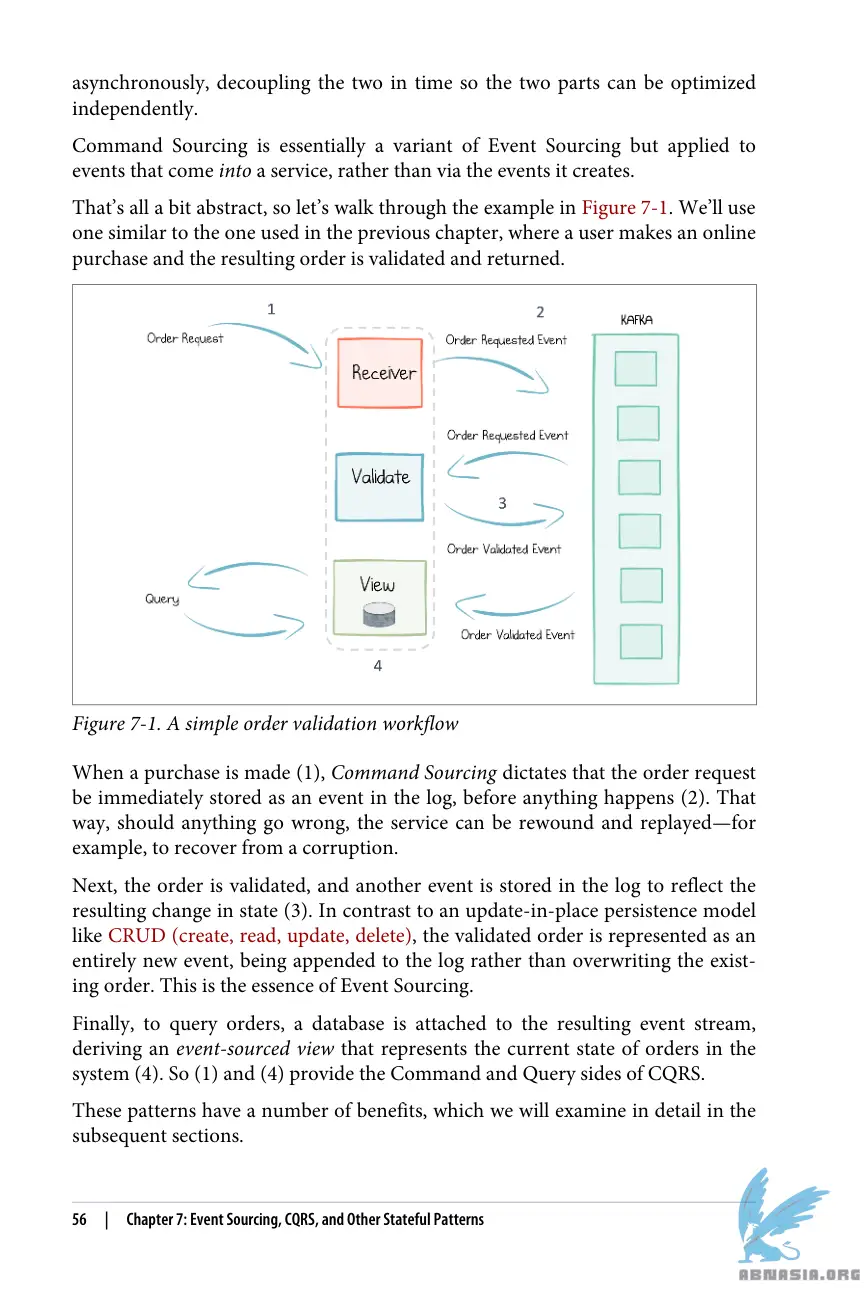 asynchronously, decoupling the two in time so the two parts can be optimized
independently.
Command Sourcing is essentially a variant of Event Sourcing but applied to
events that come into a service, rather than via the events it creates.
That’s all a bit abstract, so let’s walk through the example in Figure 7-1. We’ll use
one similar to the one used in the previous chapter, where a user makes an online
purchase and the resulting order is validated and returned.
1
2
KAFKA
Order Request
Order Requested Event
Receiver
Order Requested Event
Validate
3
Order Validated Event
View
Query
Order Validated Event
4
Figure 7-1. A simple order validation workflow
When a purchase is made (1), Command Sourcing dictates that the order request
be immediately stored as an event in the log, before anything happens (2). That
way, should anything go wrong, the service can be rewound and replayed—for
example, to recover from a corruption.
Next, the order is validated, and another event is stored in the log to reflect the
resulting change in state (3). In contrast to an update-in-place persistence model
like CRUD (create, read, update, delete), the validated order is represented as an
entirely new event, being appended to the log rather than overwriting the exist-
ing order. This is the essence of Event Sourcing.
Finally, to query orders, a database is attached to the resulting event stream,
deriving an event-sourced view that represents the current state of orders in the
system (4). So (1) and (4) provide the Command and Query sides of CQRS.
These patterns have a number of benefits, which we will examine in detail in the
subsequent sections.
56 | Chapter 7: Event Sourcing, CQRS, and Other Stateful Patterns
ABNASIA.ORG